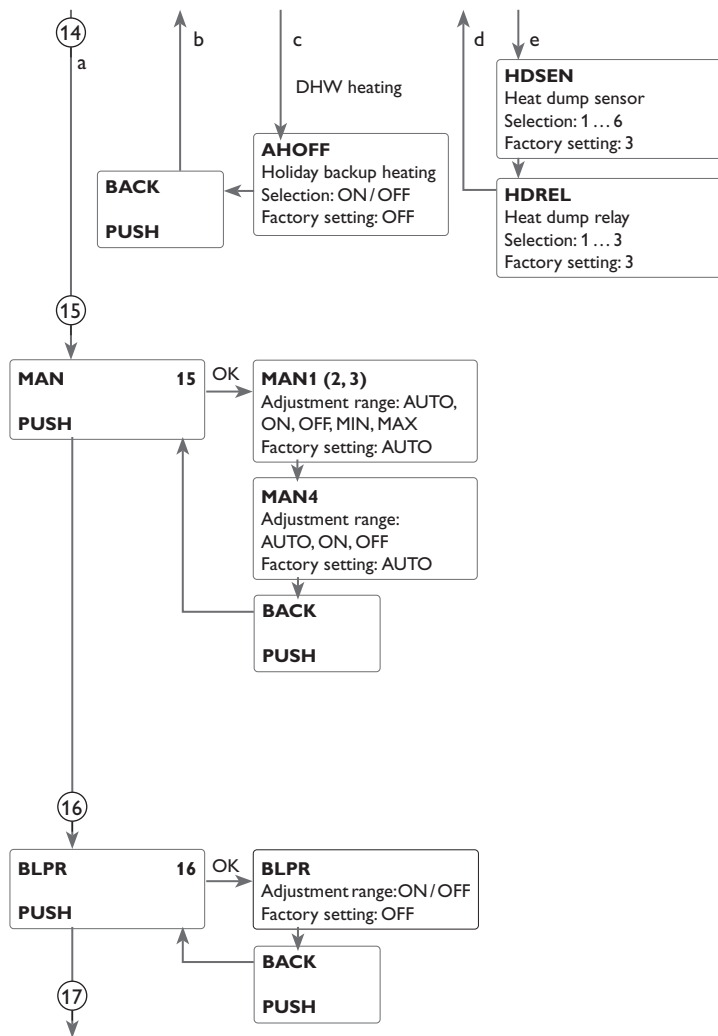 14
a
b
c
d
e
DHW heating
HDSEN
Heat dump sensor
Selection: 1 … 6
Factory setting: 3
AHOFF
Holiday backup heating
Selection: ON / OFF
Factory setting: OFF
BACK
PUSH
HDREL
Heat dump relay
Selection: 1 … 3
Factory setting: 3
15
MAN 15
PUSH
OK
MAN1 (2, 3)
Adjustment range: AUTO,
ON, OFF, MIN, MAX
Factory setting: AUTO
MAN4
Adjustment range:
AUTO, ON, OFF
Factory setting: AUTO
BACK
PUSH
16
BLPR 16
PUSH
OK
BLPR
Adjustment range: ON / OFF
Factory setting: OFF
BACK
PUSH
17